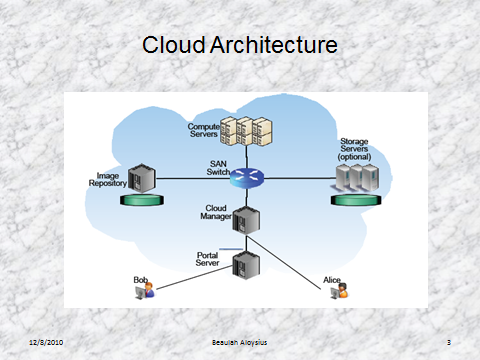 Cloud Architecture
Compute
Servers
Storage
Servers
(optional)
SAN
Switch
Image
Repository
Cloud
Manager
Portal
Server
Bob
Alice
12/8/2010
Beaulah Aloysius
3